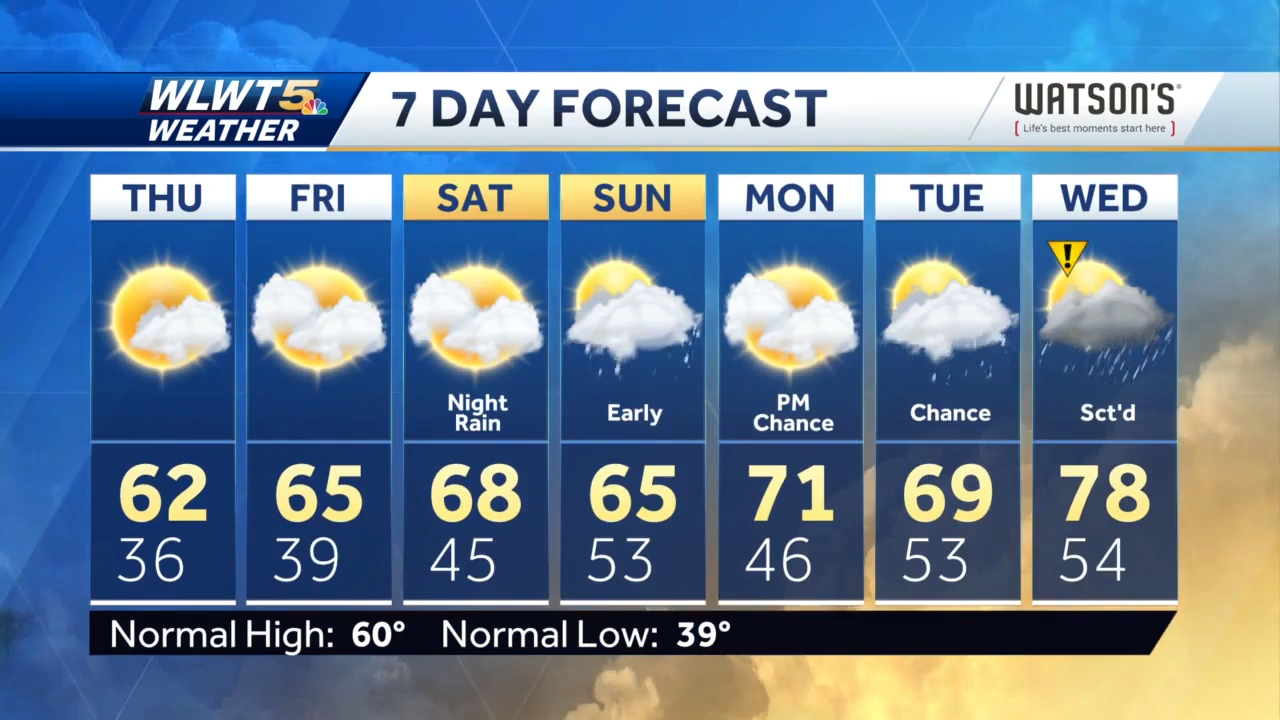 WLWT5
WEATHER
7 DAY FORECAST
WATSON'S
[ Life's best moments start here ]
THU FRI SAT SUN MON TUE WED
!
Night
Rain
Early
PM
Chance
Chance
Sct'd
62 65 68 65 71 69 78
36 39 45 53 46 53 54
Normal High: 60° Normal Low: 39°